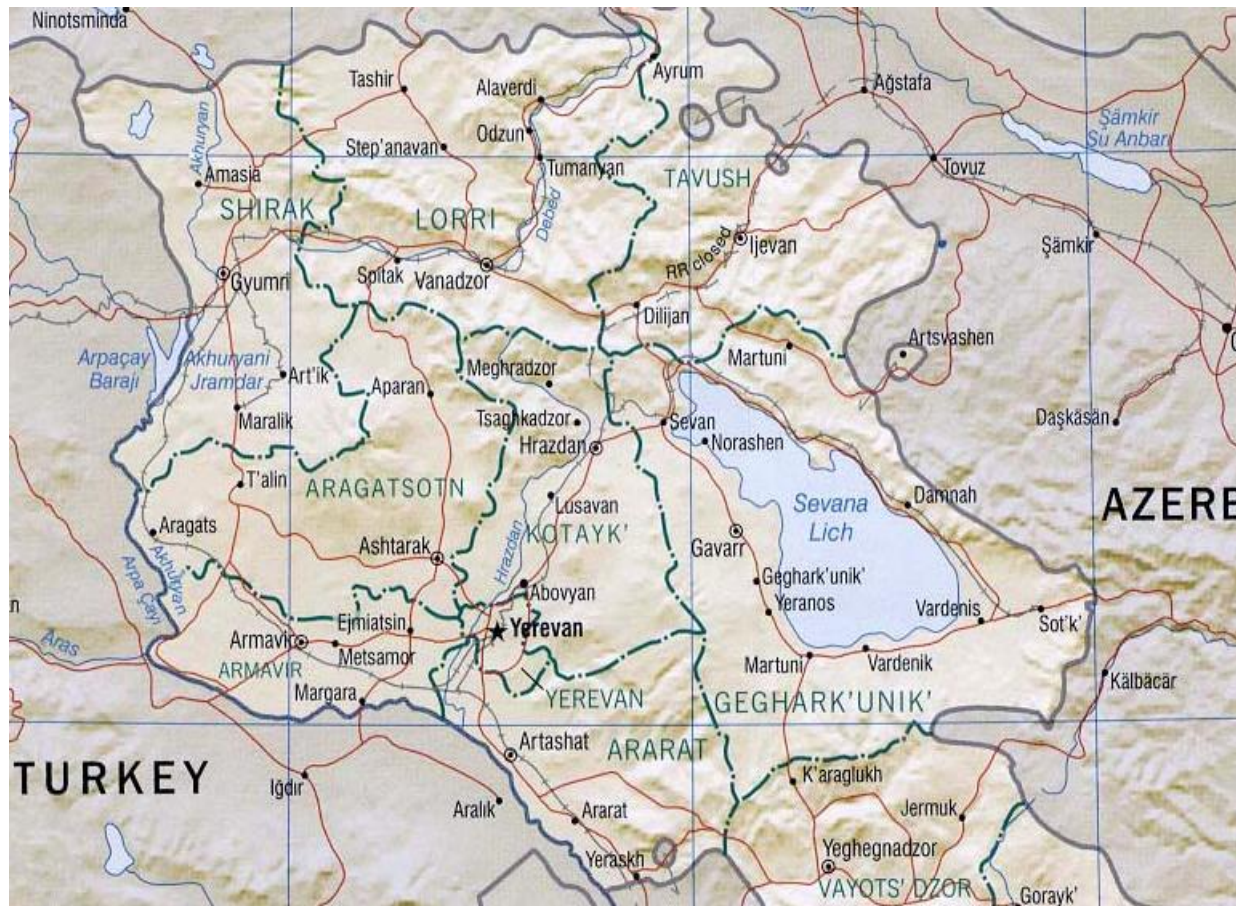 Ninotsminda
Tashir
Alaverdi
Ayrum
Ağstafa
Akhuryan
Odzun
Şämkir
Su Anbarı
Step'anavan
Tumanyan
Amasia
TAVUSH
Tovuz
SHIRAK
LORRI
Debed
Ijevan
Şämkir
RR closed
Gyumri
Spitak
Vanadzor
Dilijan
Arpaçay
Barajı
Akhuryani
Jramdar
Art'ik
Meghradzor
Martuni
Artsvashen
Aparan
Maralik
Tsaghkadzor
Sevan
Daşkäsän
Hrazdan
Norashen
T'alin
ARAGATSOTN
Lusavan
Sevana
Lich
Damnah
AZERB
Aragats
KOTAYK'
Ashtarak
Hrazdan
Gavarr
Akhuryan
Arpa Çayı
Abovyan
Geghark'unik'
Yeranos
Vardenis
Sot'k'
Aras
Armavir
Ejmiatsin
Yerevan
ARMAVIR
Metsamor
Martuni
Vardenik
Kälbäcär
Margara
YEREVAN
GEGHARK'UNIK'
Artashat
ARARAT
TURKEY
Iğdır
K'araglukh
Aralık
Ararat
Jermuk
Yeraskh
Yeghegnadzor
VAYOTS' DZOR
Gorayk'